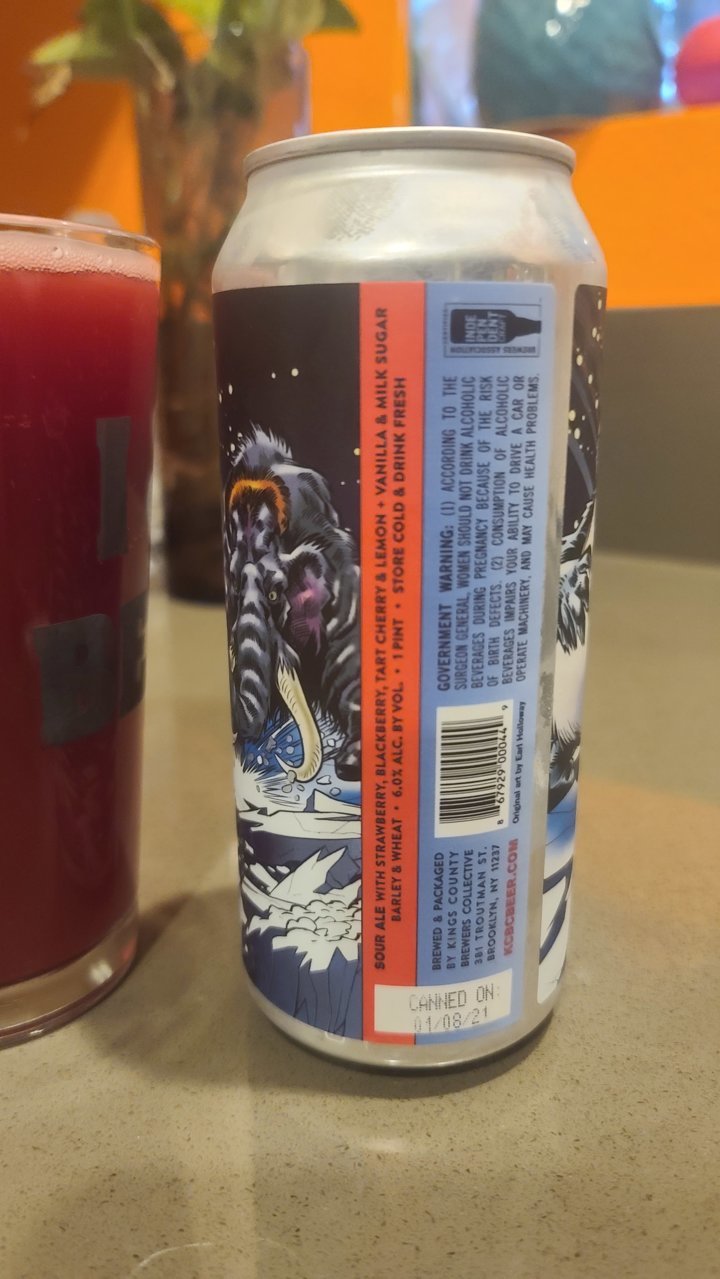 SOUR ALE WITH STRAWBERRY, BLACKBERRY, TART CHERRY & LEMON + VANILLA & MILK SUGAR
BARLEY & WHEAT • 6.0% ALC. BY VOL. • 1 PINT • STORE COLD & DRINK FRESH
CERTIFIED
INDE
PEN
DENT
CRAFT
BREWERS ASSOCIATION
GOVERNMENT WARNING: (1) ACCORDING TO THE
SURGEON GENERAL, WOMEN SHOULD NOT DRINK ALCOHOLIC
BEVERAGES DURING PREGNANCY BECAUSE OF THE RISK
OF BIRTH DEFECTS. (2) CONSUMPTION OF ALCOHOLIC
BEVERAGES IMPAIRS YOUR ABILITY TO DRIVE A CAR OR
OPERATE MACHINERY, AND MAY CAUSE HEALTH PROBLEMS.
8 67929 00044 9
Original art by Earl Holloway
BREWED & PACKAGED
BY KINGS COUNTY
BREWERS COLLECTIVE
381 TROUTMAN ST.
BROOKLYN, NY 11237
KCBCBEER.COM
CANNED ON:
01/08/21